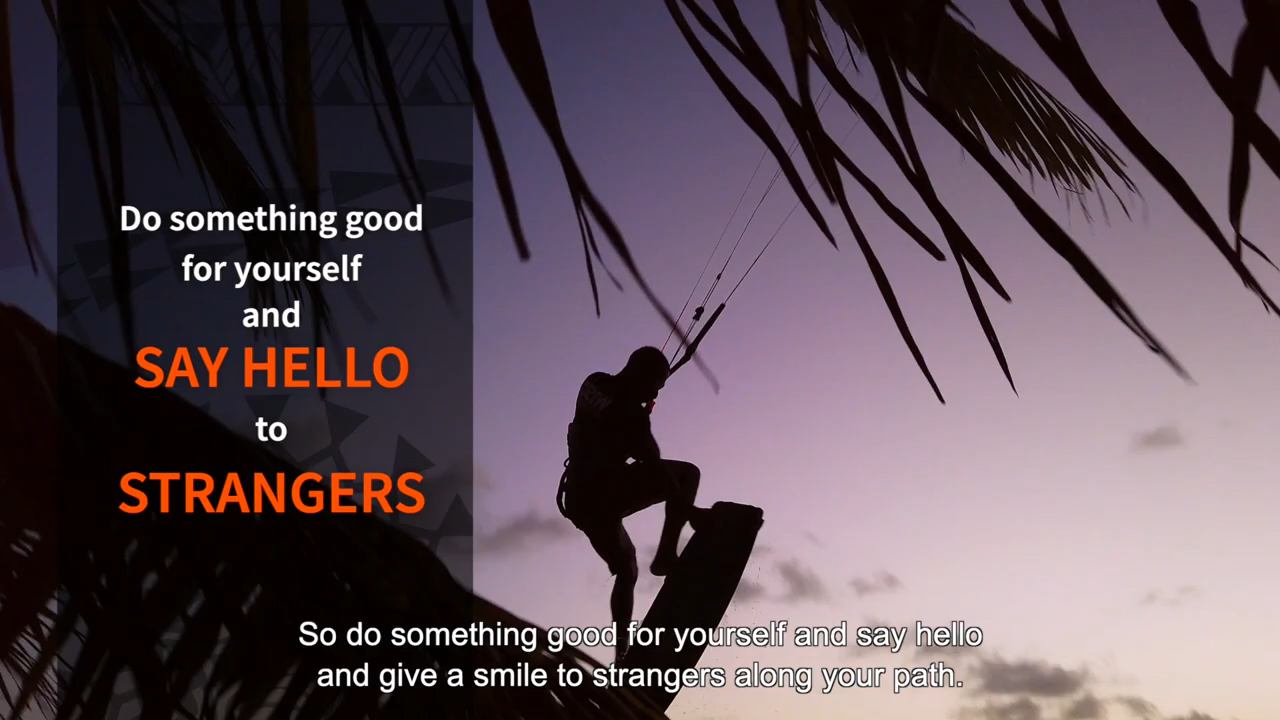 Do something good
for yourself
and
SAY HELLO
to
STRANGERS
So do something good for yourself and say hello
and give a smile to strangers along your path.